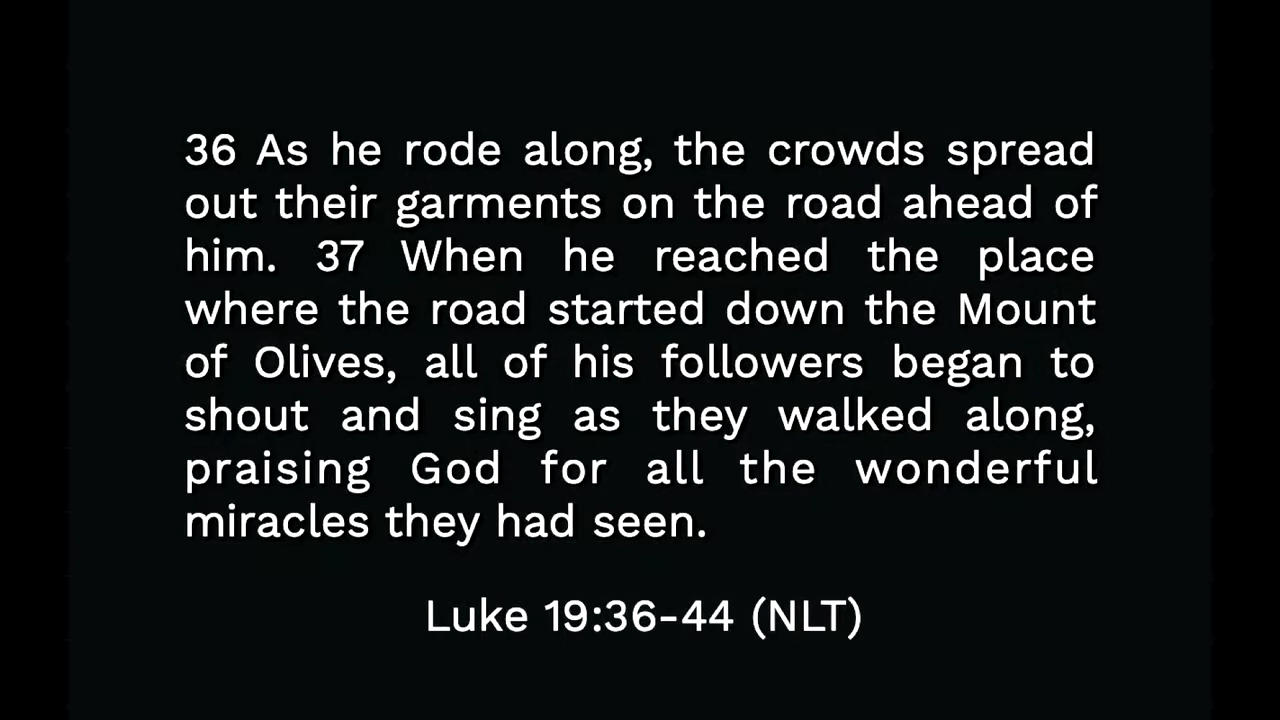 36 As he rode along, the crowds spread
out their garments on the road ahead of
him. 37 When he reached the place
where the road started down the Mount
of Olives, all of his followers began to
shout and sing as they walked along,
praising God for all the wonderful
miracles they had seen.
Luke 19:36-44 (NLT)